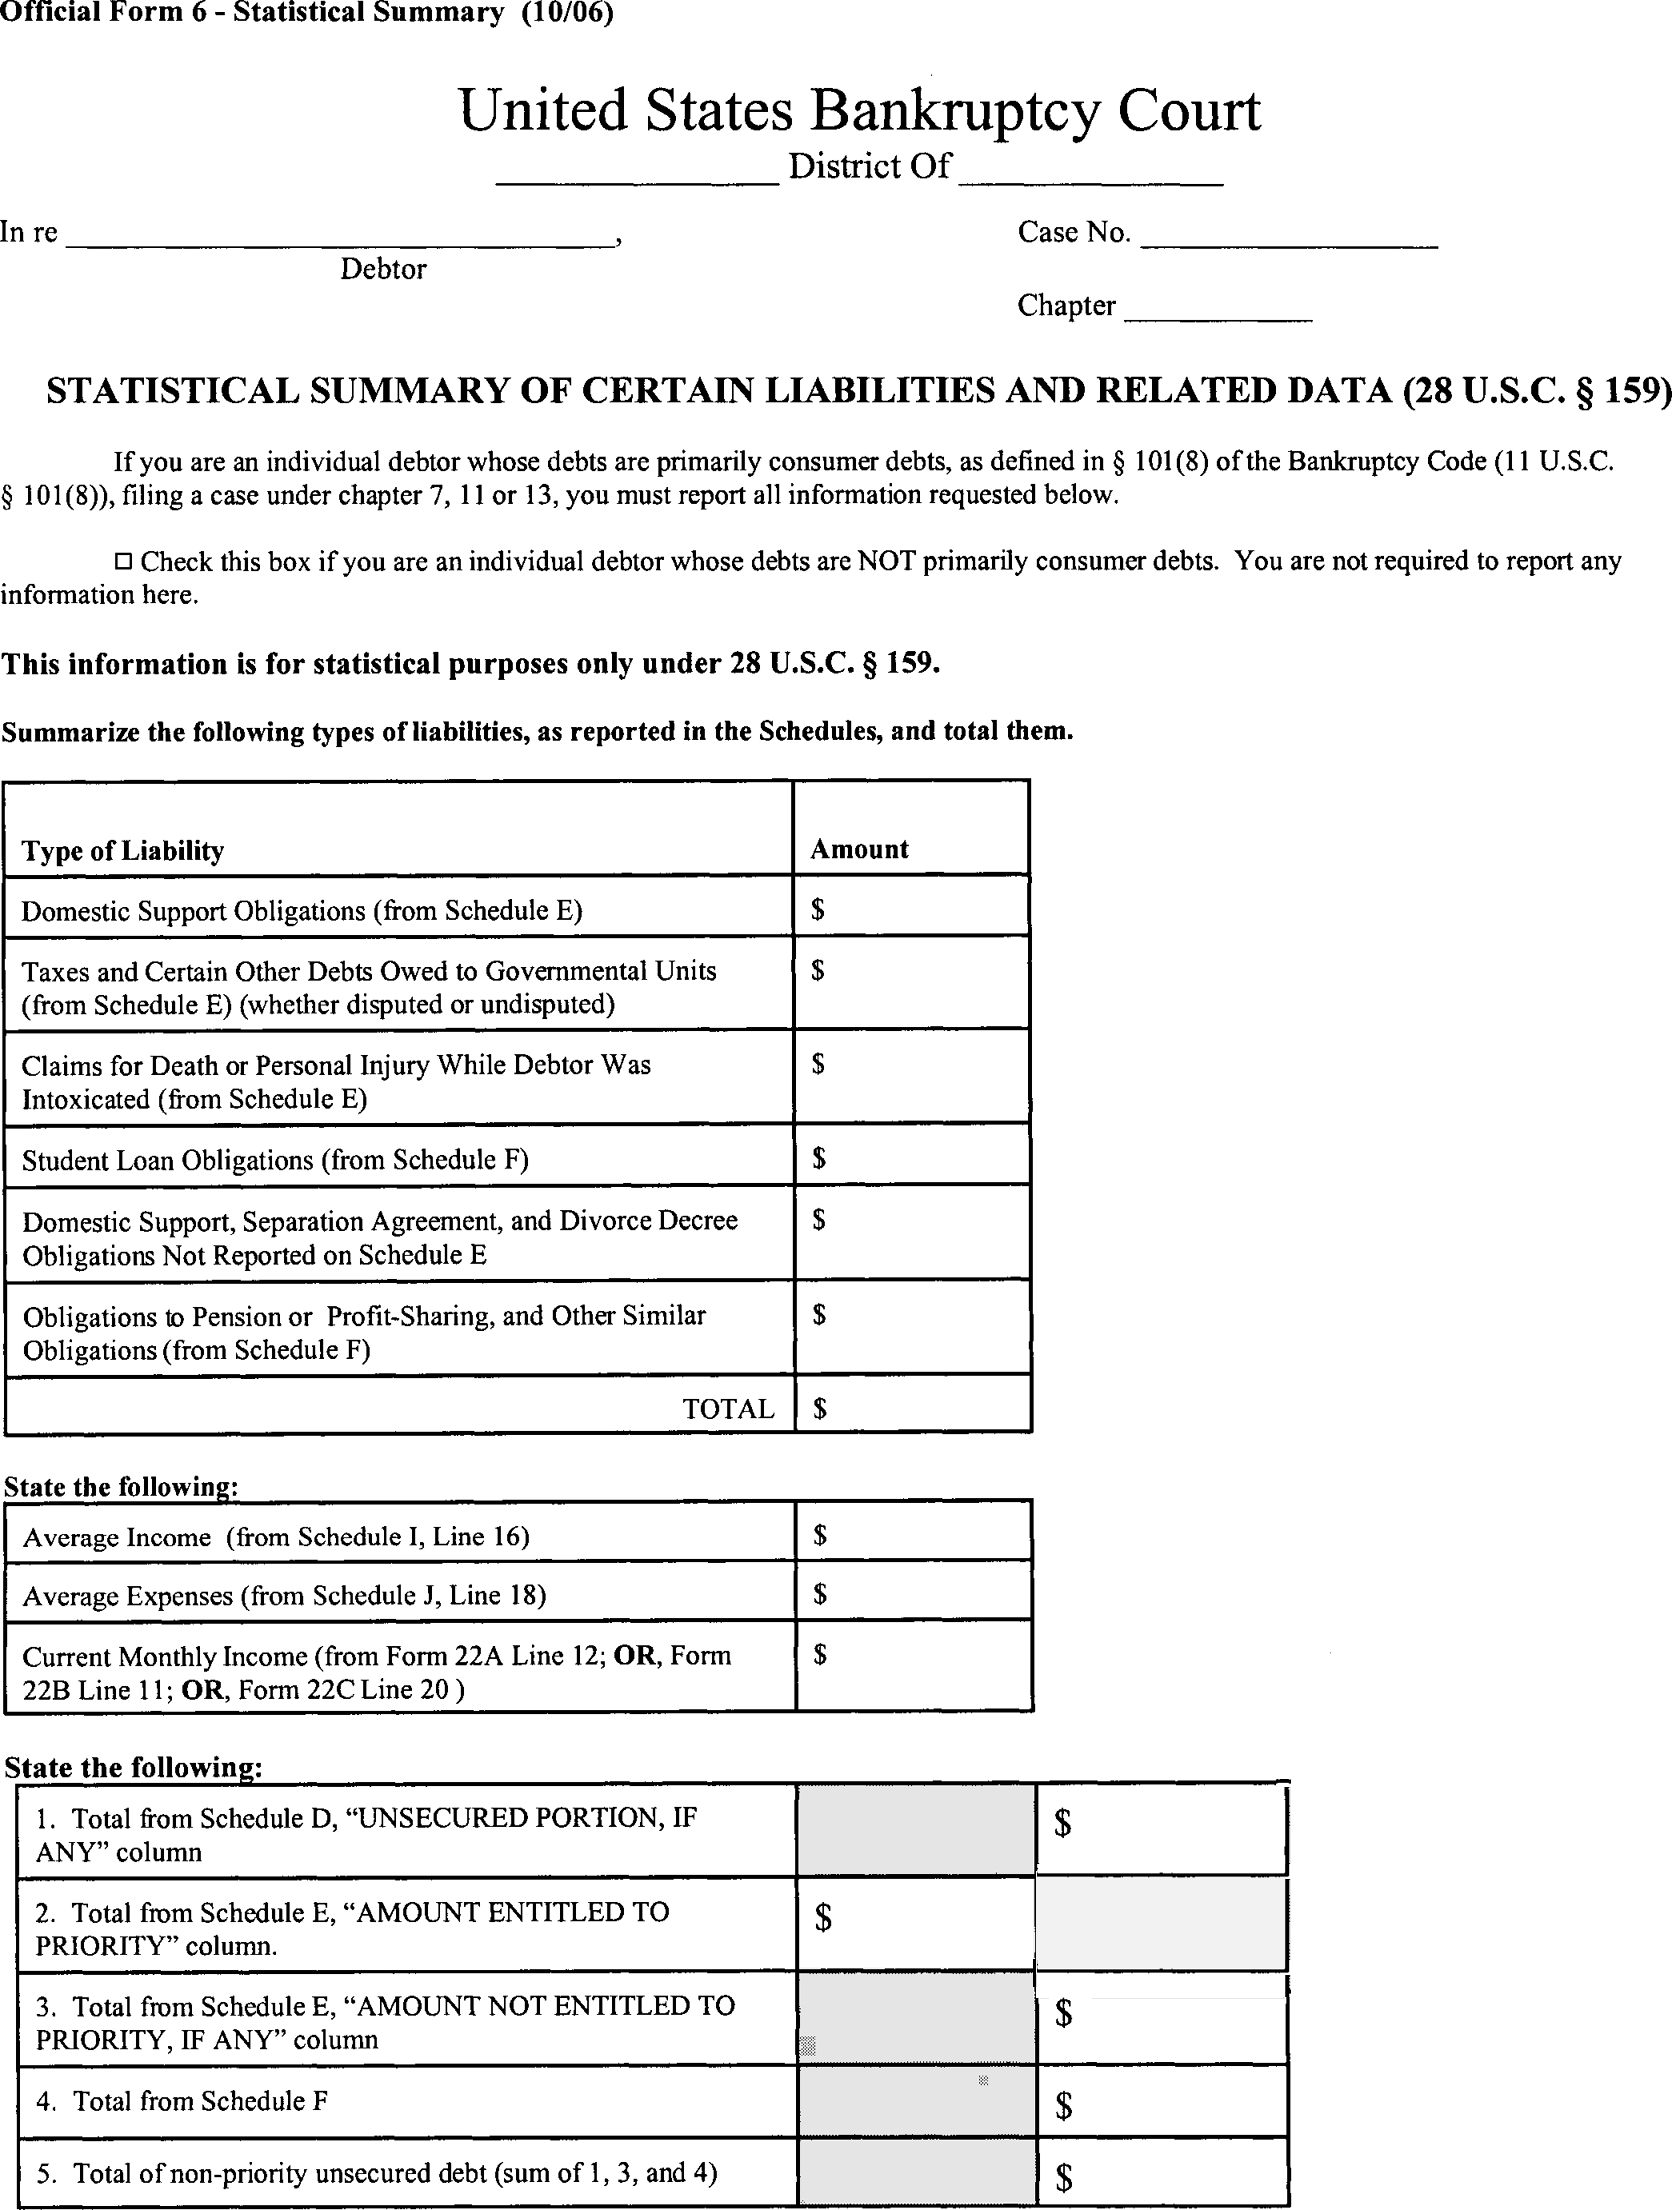 Official Form 6 - Statistical Summary (10/06)
United States Bankruptcy Court
_______________ District Of _______________
In re ______________________________,
Case No. ________________
Debtor
Chapter __________
STATISTICAL SUMMARY OF CERTAIN LIABILITIES AND RELATED DATA (28 U.S.C. § 159)
If you are an individual debtor whose debts are primarily consumer debts, as defined in § 101(8) of the Bankruptcy Code (11 U.S.C.
§ 101(8)), filing a case under chapter 7, 11 or 13, you must report all information requested below.
☐ Check this box if you are an individual debtor whose debts are NOT primarily consumer debts. You are not required to report any
information here.
This information is for statistical purposes only under 28 U.S.C. § 159.
Summarize the following types of liabilities, as reported in the Schedules, and total them.
Type of Liability Amount
Domestic Support Obligations (from Schedule E) $
Taxes and Certain Other Debts Owed to Governmental Units $
(from Schedule E) (whether disputed or undisputed)
Claims for Death or Personal Injury While Debtor Was $
Intoxicated (from Schedule E)
Student Loan Obligations (from Schedule F) $
Domestic Support, Separation Agreement, and Divorce Decree $
Obligations Not Reported on Schedule E
Obligations to Pension or Profit-Sharing, and Other Similar $
Obligations (from Schedule F)
TOTAL $
State the following:
Average Income (from Schedule I, Line 16) $
Average Expenses (from Schedule J, Line 18) $
Current Monthly Income (from Form 22A Line 12; OR, Form $
22B Line 11; OR, Form 22C Line 20 )
State the following:
1. Total from Schedule D, “UNSECURED PORTION, IF $
ANY” column
2. Total from Schedule E, “AMOUNT ENTITLED TO $
PRIORITY” column.
3. Total from Schedule E, “AMOUNT NOT ENTITLED TO $
PRIORITY, IF ANY” column
4. Total from Schedule F $
5. Total of non-priority unsecured debt (sum of 1, 3, and 4) $